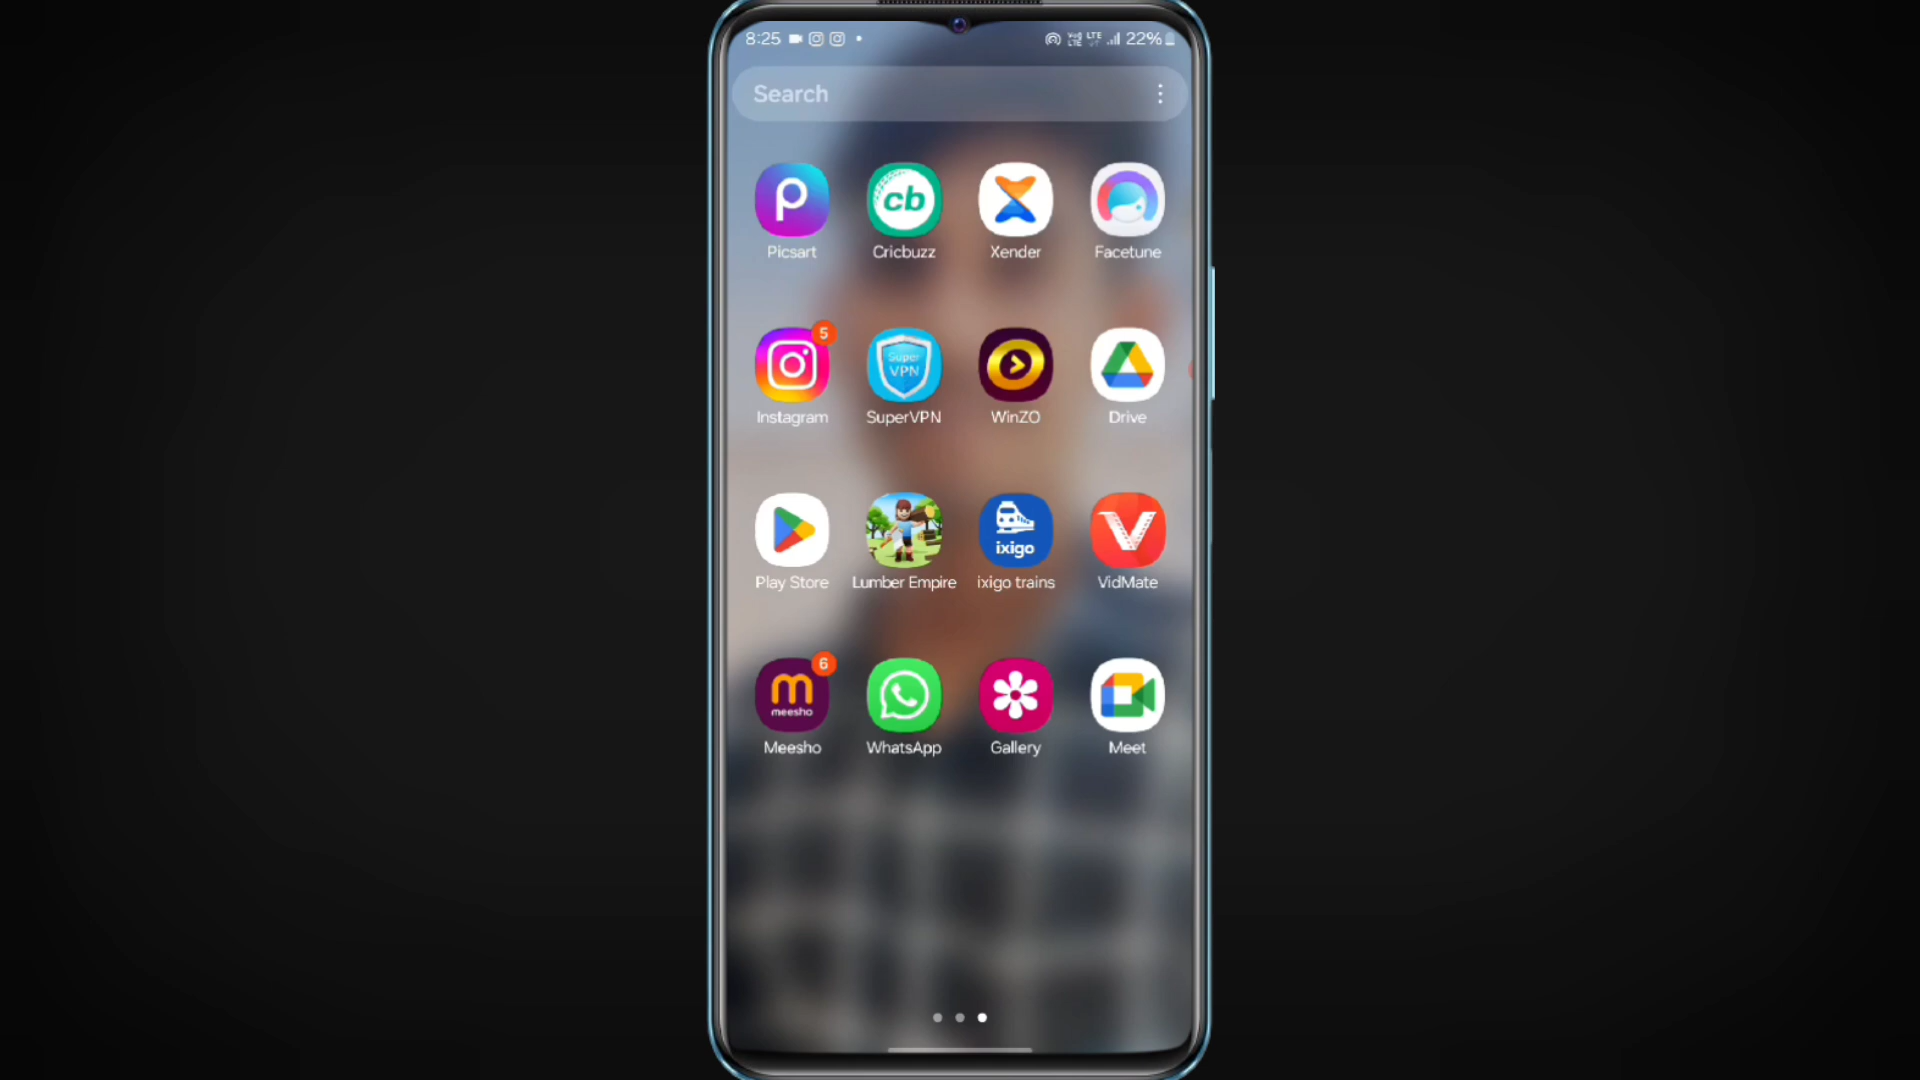 8:25 22%
Search
Picsart Cricbuzz Xender Facetune
5
Super
VPN
Instagram SuperVPN WinZO Drive
ixigo
Play Store Lumber Empire ixigo trains VidMate
6
meesho
Meesho WhatsApp Gallery Meet
cb
LTE